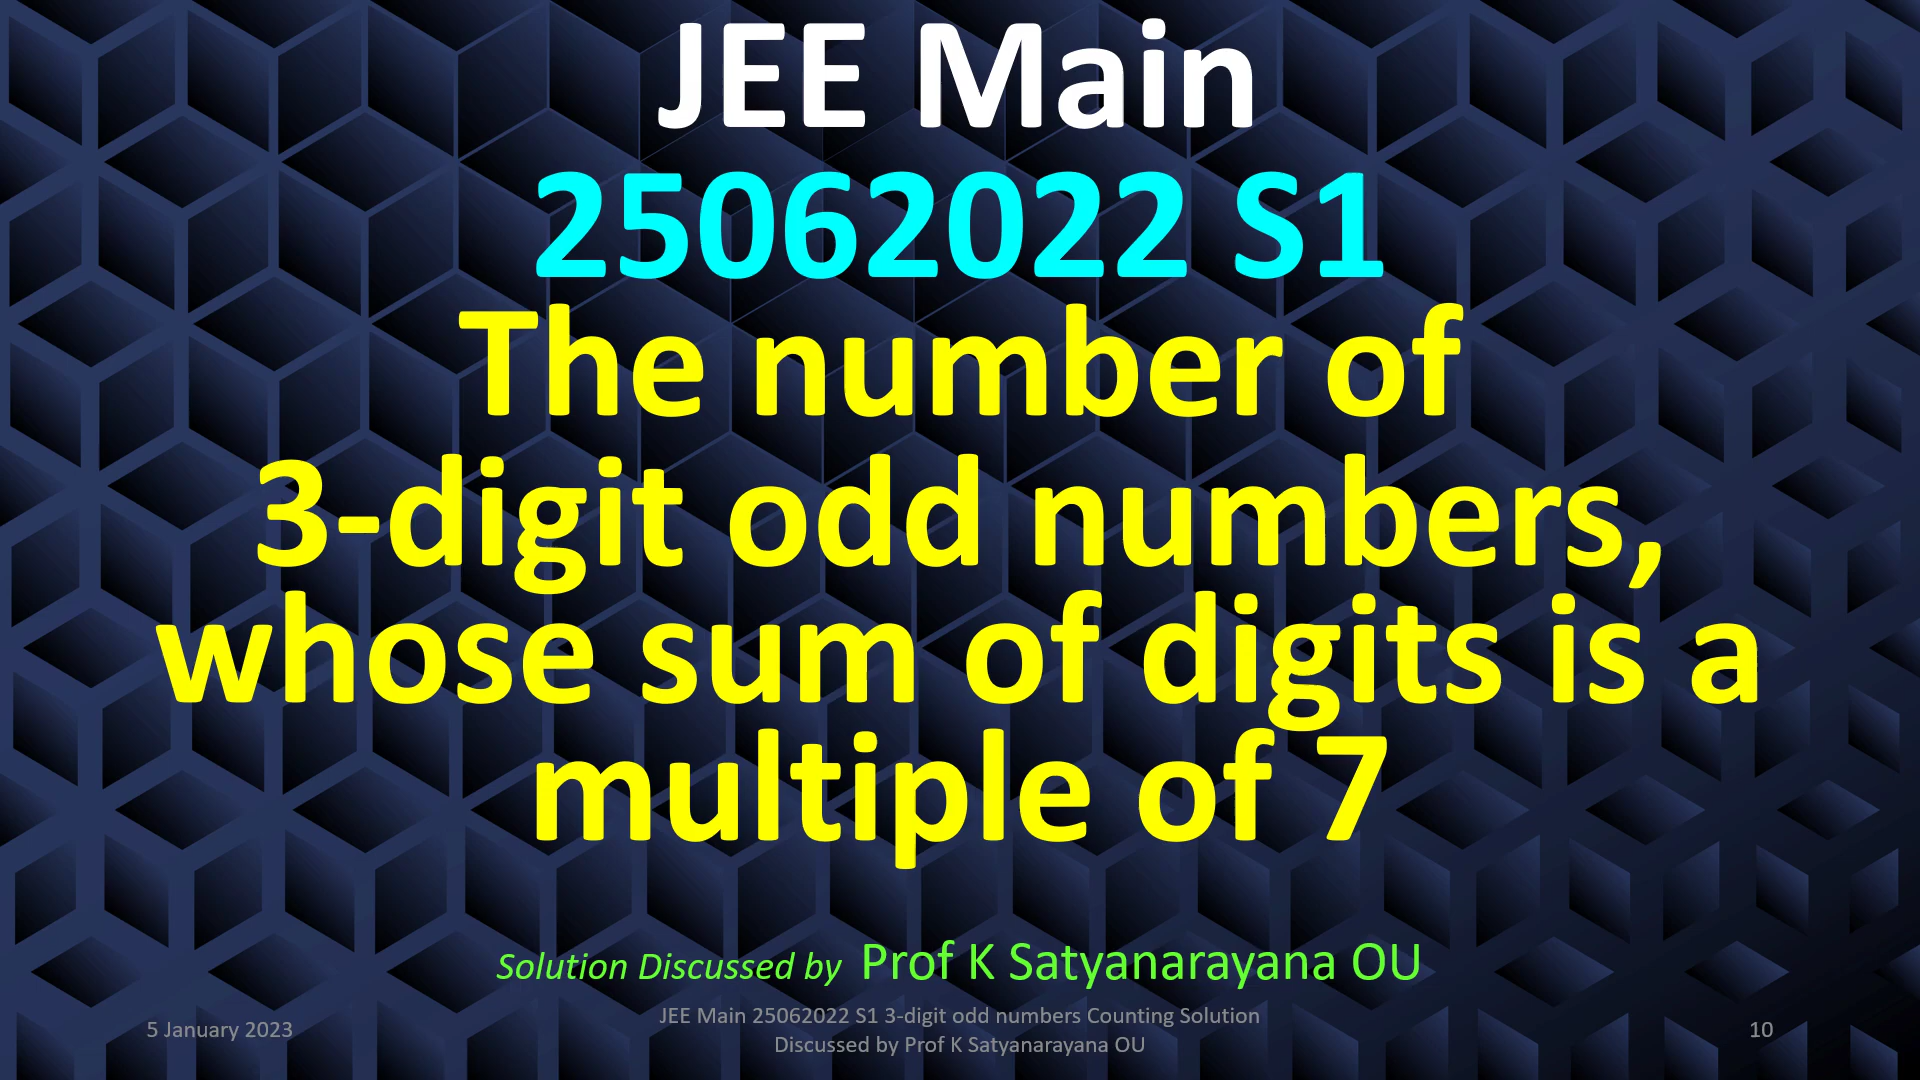 JEE Main
25062022 S1
The number of
3-digit odd numbers,
whose sum of digits is a
multiple of 7
Solution Discussed by Prof K Satyanarayana OU
5 January 2023
JEE Main 25062022 S1 3-digit odd numbers Counting Solution
Discussed by Prof K Satyanarayana OU
10